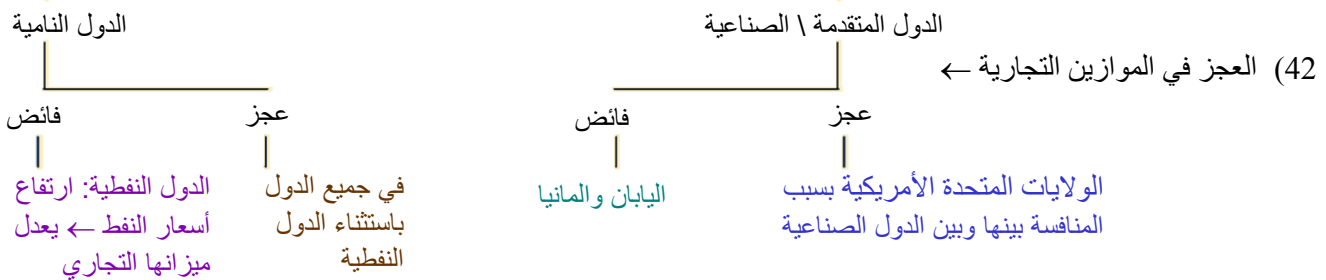 42) العجز في الموازين التجارية ←
الدول المتقدمة \ الصناعية
عجز
الولايات المتحدة الأمريكية بسبب
المنافسة بينها وبين الدول الصناعية
فائض
اليابان والمانيا
الدول النامية
عجز
في جميع الدول
باستثناء الدول
النفطية
فائض
الدول النفطية: ارتفاع
أسعار النفط ← يعدل
ميزانها التجاري